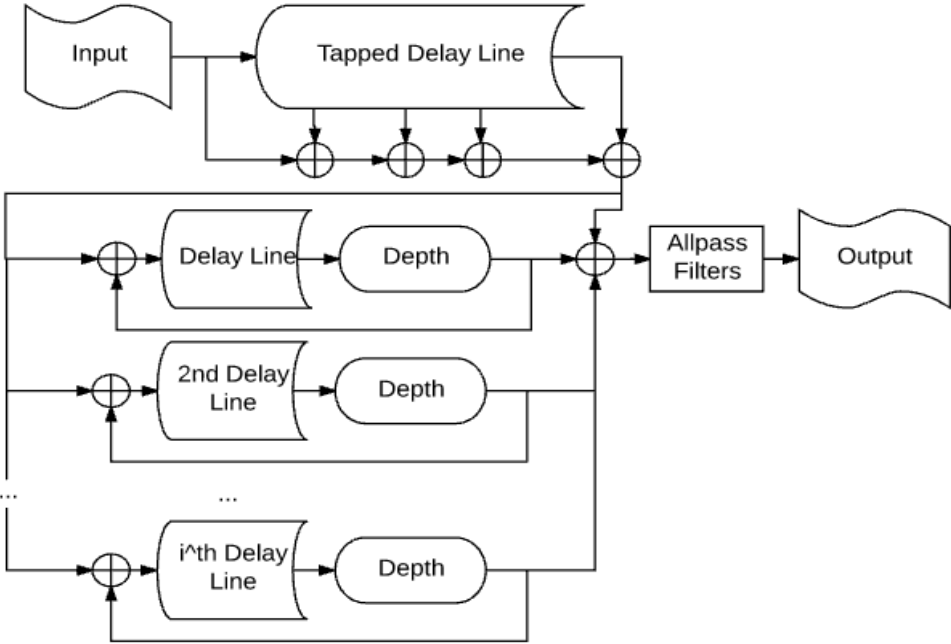 Input
Tapped Delay Line
Delay Line
Depth
Allpass
Filters
Output
2nd Delay
Line
Depth
...
...
i^th Delay
Line
Depth